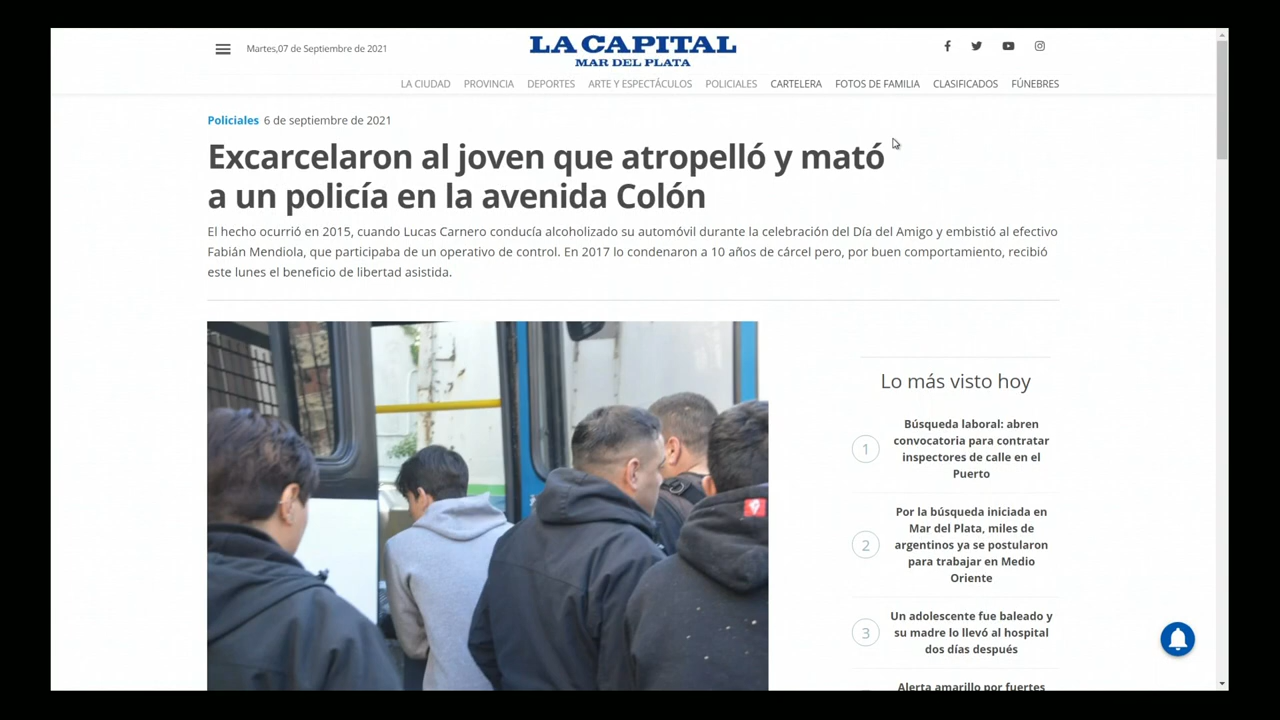 Martes,07 de Septiembre de 2021
LA CAPITAL
MAR DEL PLATA
LA CIUDAD PROVINCIA DEPORTES ARTE Y ESPECTÁCULOS POLICIALES CARTELERA FOTOS DE FAMILIA CLASIFICADOS FÚNEBRES
Policiales 6 de septiembre de 2021
Excarcelaron al joven que atropelló y mató
a un policía en la avenida Colón
El hecho ocurrió en 2015, cuando Lucas Carnero conducía alcoholizado su automóvil durante la celebración del Día del Amigo y embistió al efectivo
Fabián Mendiola, que participaba de un operativo de control. En 2017 lo condenaron a 10 años de cárcel pero, por buen comportamiento, recibió
este lunes el beneficio de libertad asistida.
Lo más visto hoy
1
Búsqueda laboral: abren
convocatoria para contratar
inspectores de calle en el
Puerto
2
Por la búsqueda iniciada en
Mar del Plata, miles de
argentinos ya se postularon
para trabajar en Medio
Oriente
3
Un adolescente fue baleado y
su madre lo llevó al hospital
dos días después
Alerta amarillo por fuertes